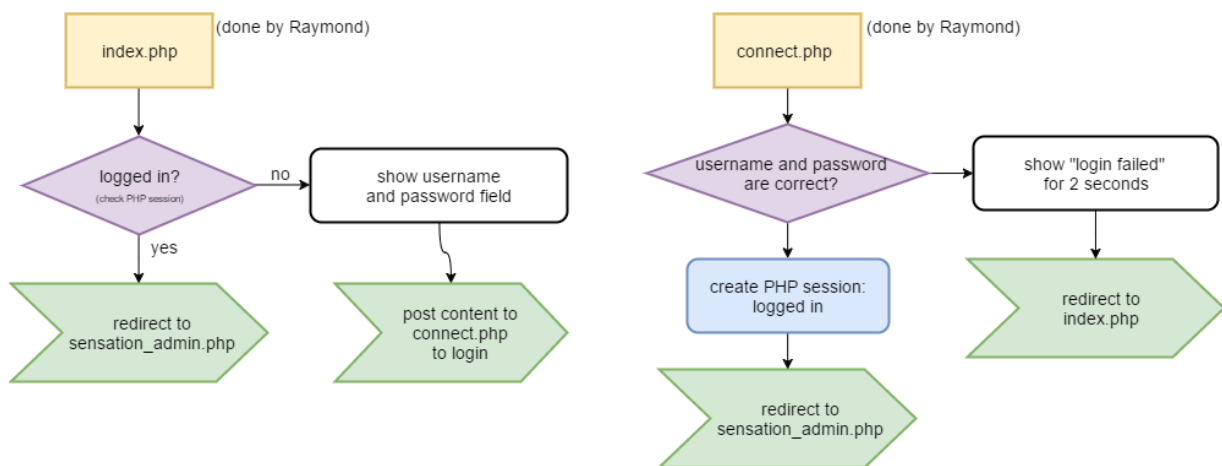 index.php
(done by Raymond)
logged in?
(check PHP session)
no
show username
and password field
yes
redirect to
sensation_admin.php
post content to
connect.php
to login
connect.php
(done by Raymond)
username and password
are correct?
show "login failed"
for 2 seconds
create PHP session:
logged in
redirect to
index.php
redirect to
sensation_admin.php